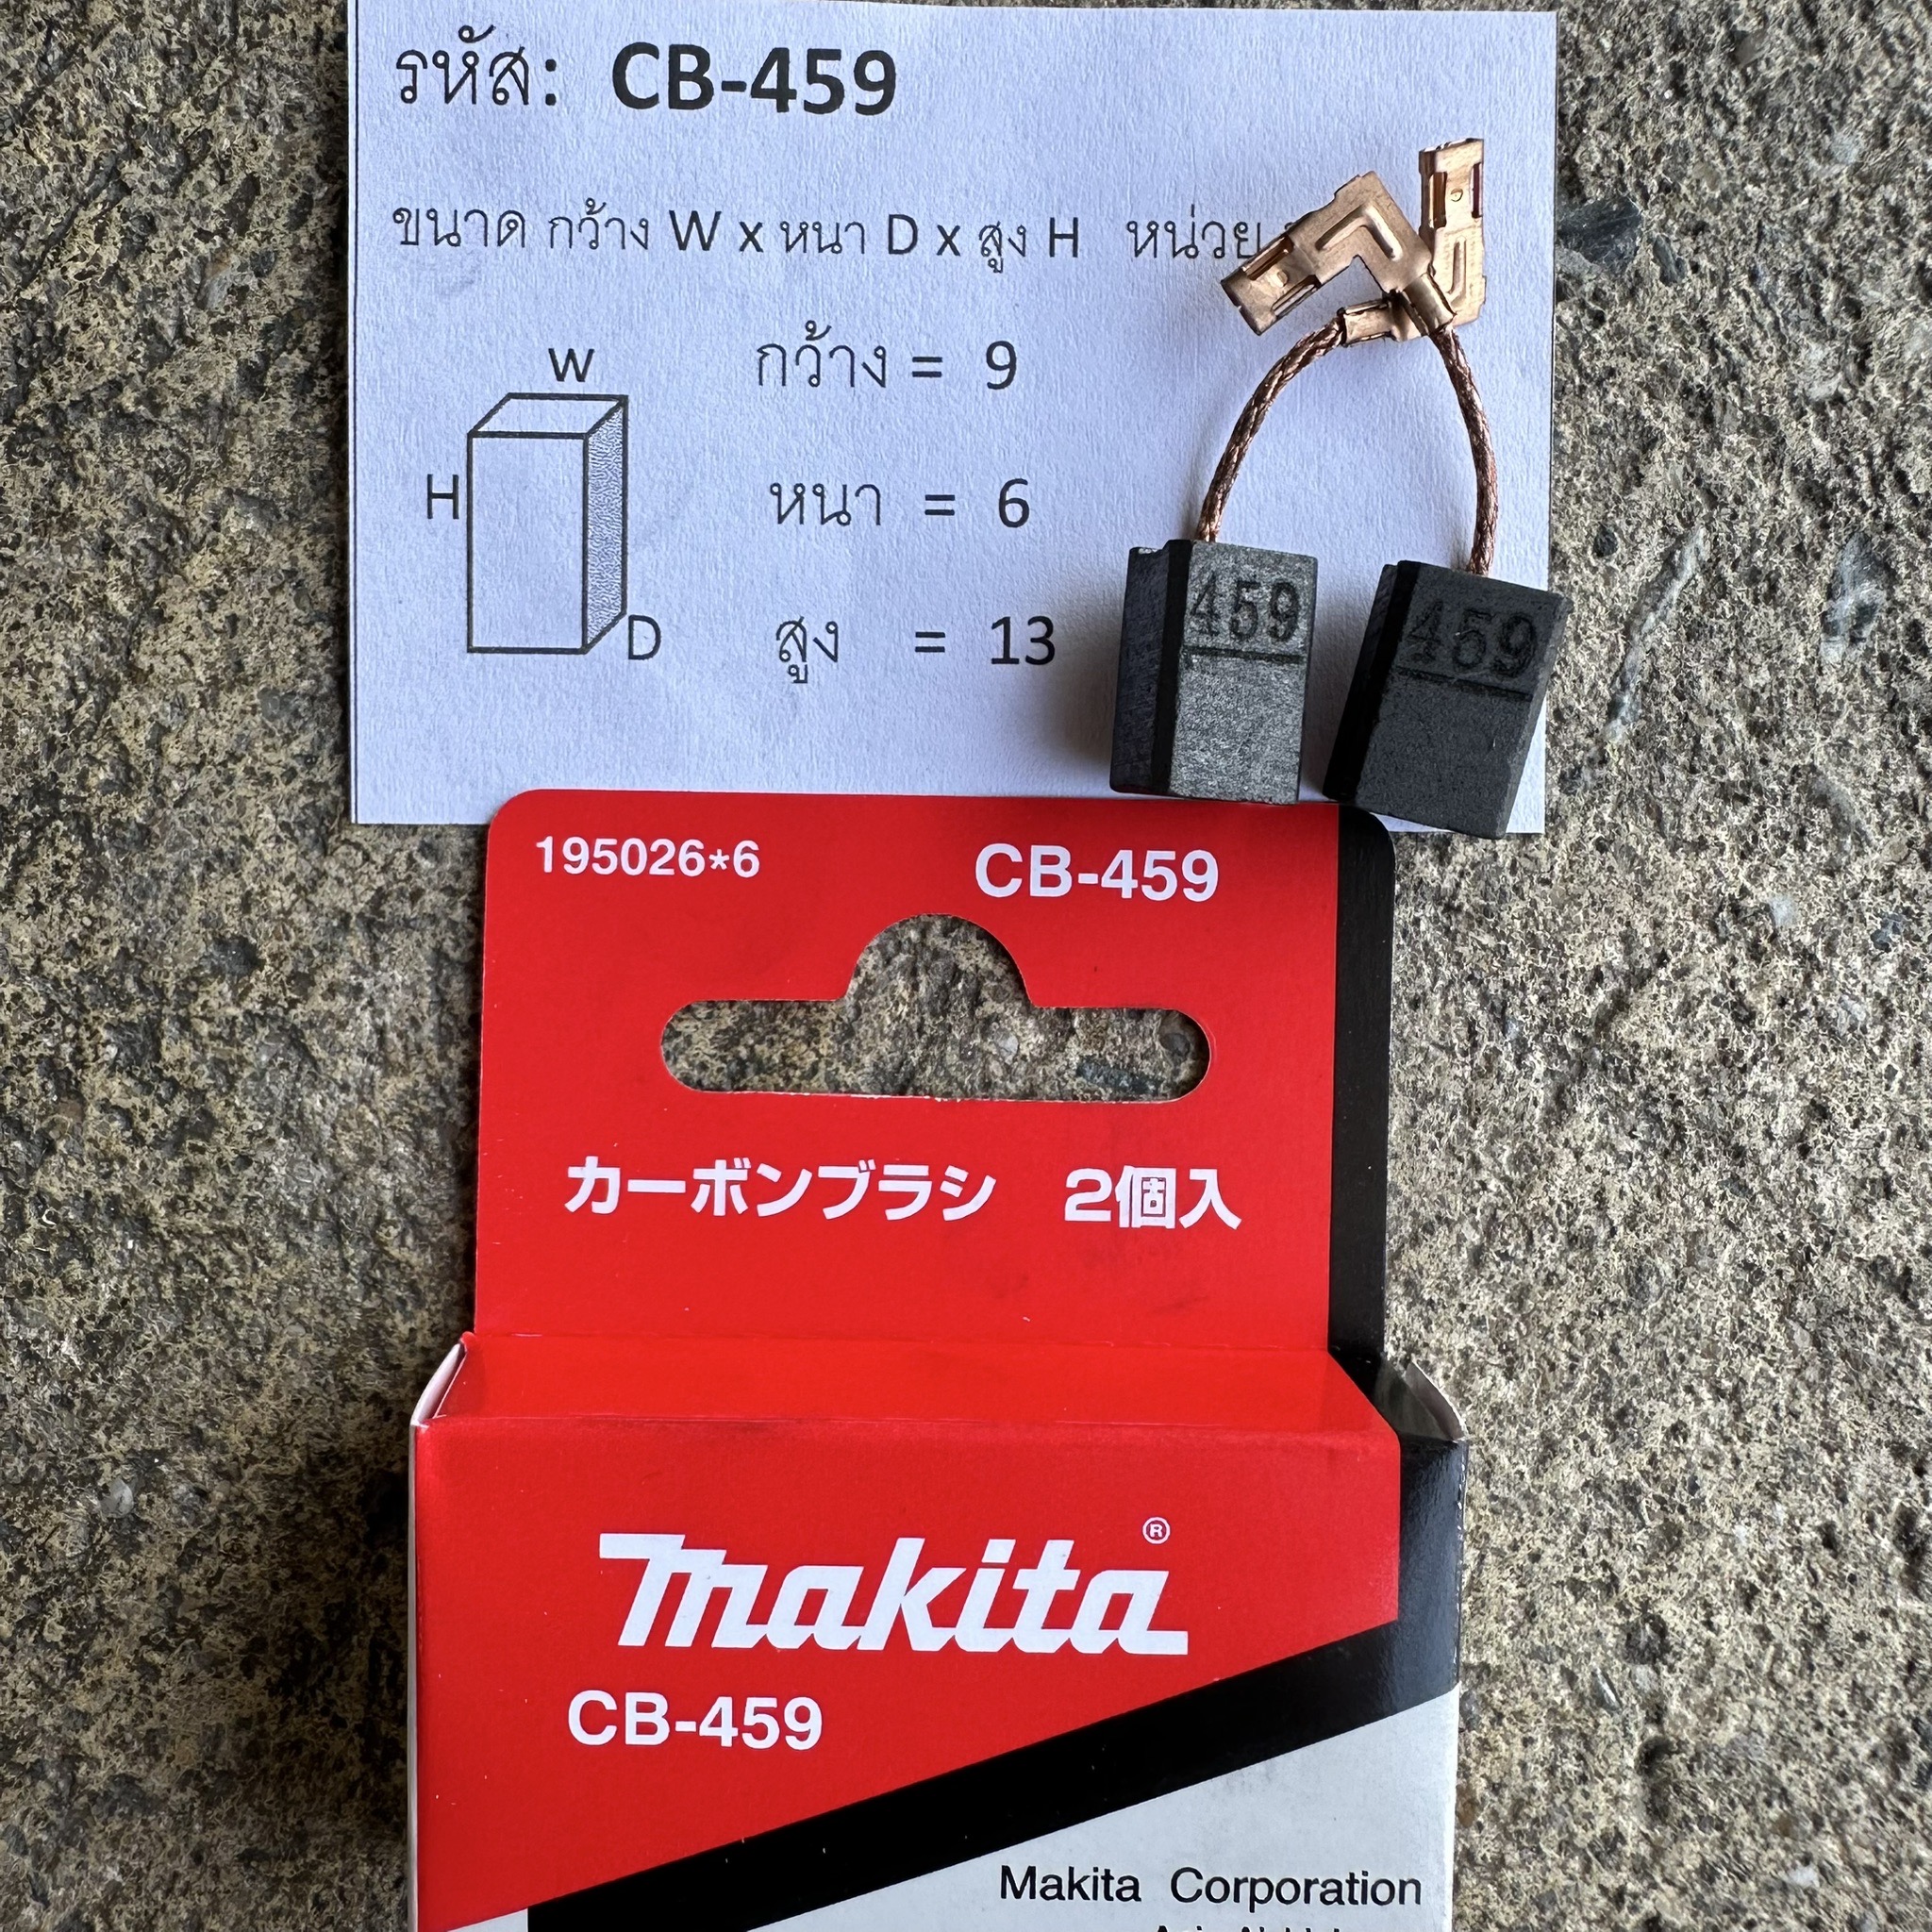 รหัส: CB-459
ขนาด กว้าง W x หนา D x สูง H หน่วย
W
กว้าง = 9
H
หนา = 6
D
สูง = 13
459
459
195026*6 CB-459
カーボンブラシ 2個入
makita®
CB-459
Makita Corporation